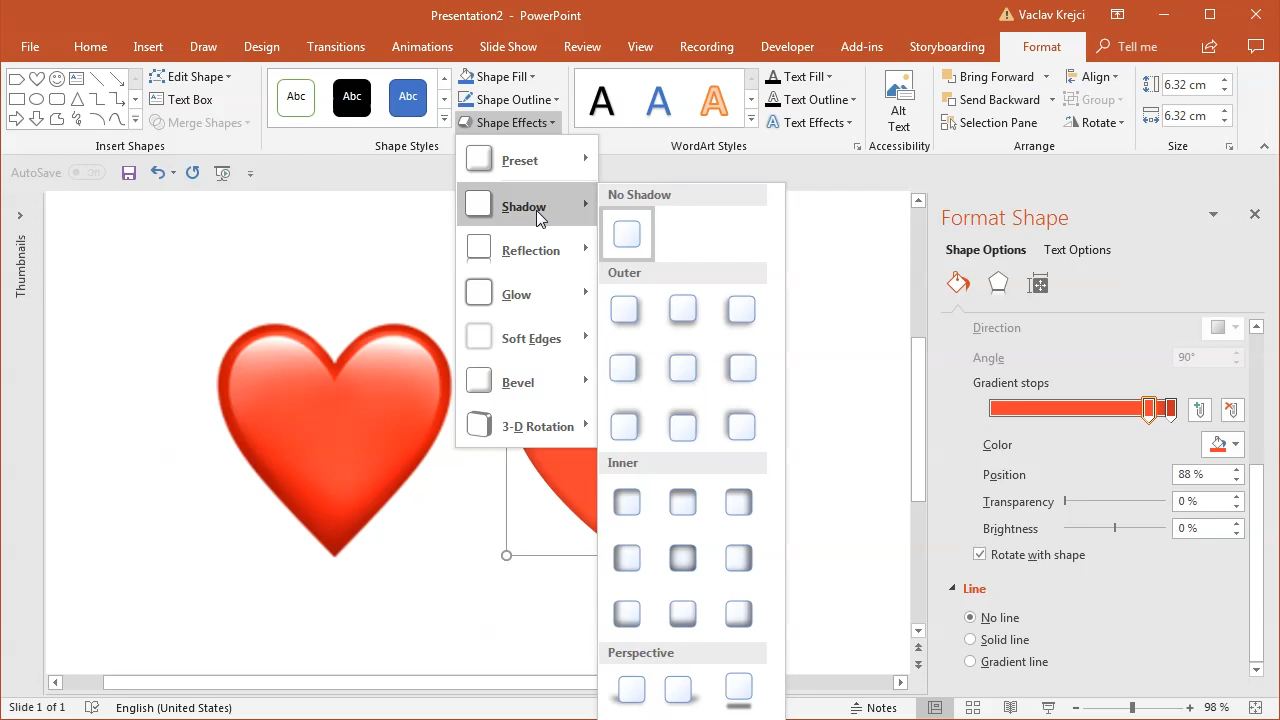 Presentation2 - PowerPoint
Vaclav Krejci
File Home Insert Draw Design Transitions Animations Slide Show Review View Recording Developer Add-ins Storyboarding Format Tell me
Edit Shape
Text Box
Merge Shapes
Insert Shapes
Abc Abc Abc
Shape Fill
Shape Outline
Shape Effects
Shape Styles
A A A
Text Fill
Text Outline
Text Effects
WordArt Styles
Alt
Text
Accessibility
Bring Forward
Send Backward
Selection Pane
Align
Group
Rotate
Arrange
6.32 cm
6.32 cm
Size
AutoSave Off
Thumbnails
Preset
Shadow
Reflection
Glow
Soft Edges
Bevel
3-D Rotation
No Shadow
Outer
Inner
Perspective
Format Shape
Shape Options Text Options
Direction
Angle 90°
Gradient stops
Color
Position 88 %
Transparency 0 %
Brightness 0 %
Rotate with shape
Line
No line
Solid line
Gradient line
Slide 1 of 1 English (United States) Notes 98 %